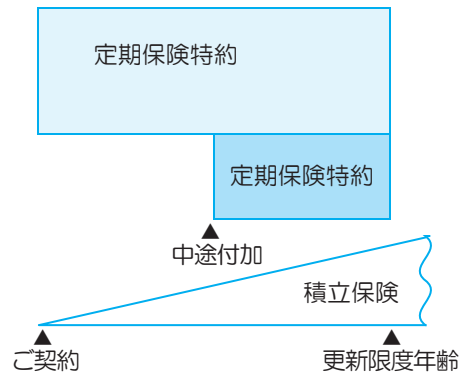 定期保険特約
定期保険特約
▲
中途付加
積立保険
▲
ご契約
▲
更新限度年齢